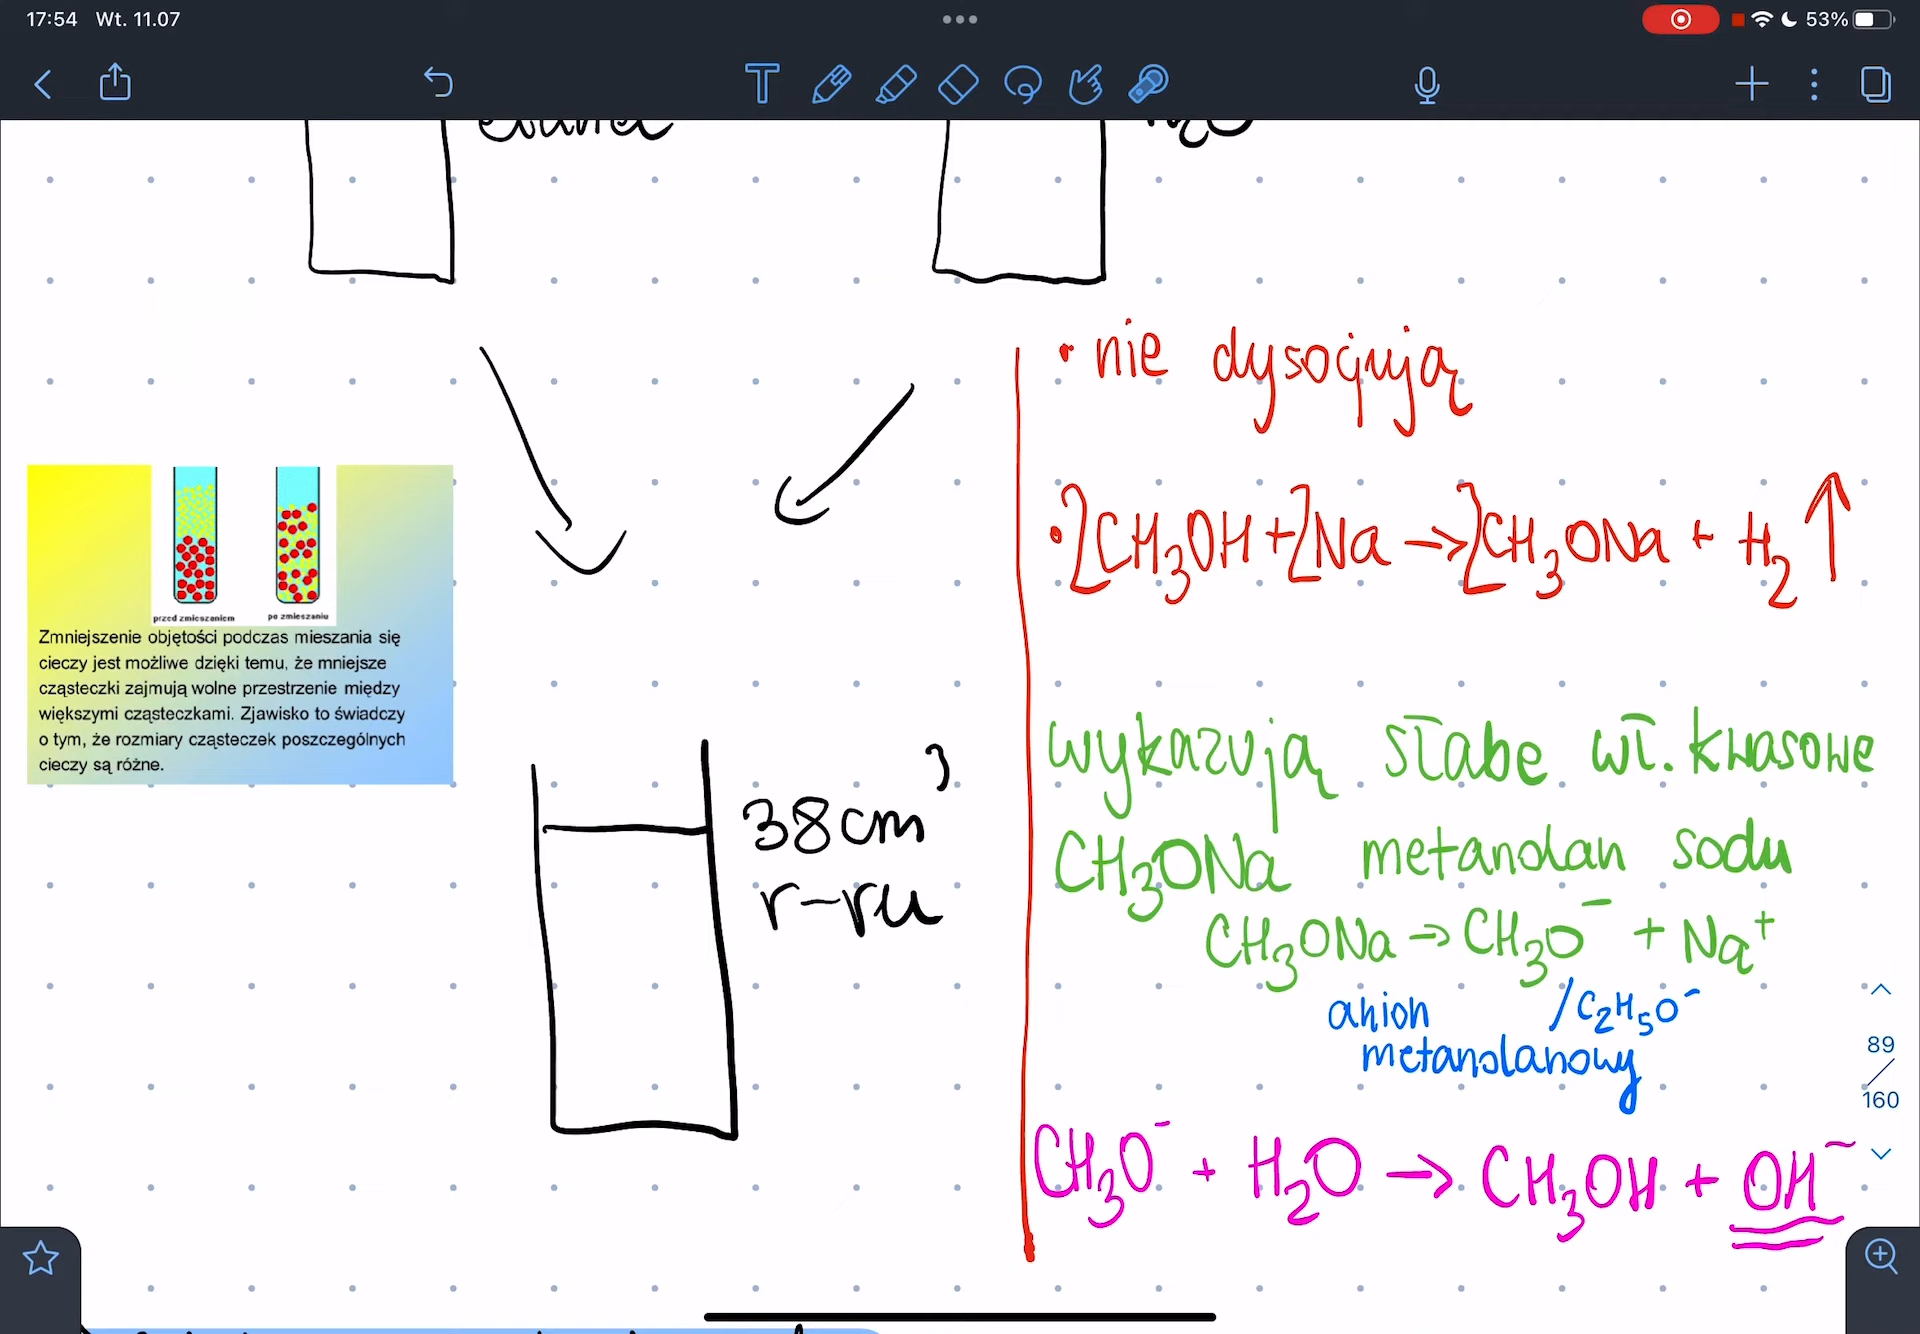 17:54 Wt. 11.07
53%
nie dysocjują
2CH3OH + 2Na → 2CH3ONa + H2 ↑
przed zmieszaniem
po zmieszaniu
Zmniejszenie objętości podczas mieszania się
cieczy jest możliwe dzięki temu, że mniejsze
cząsteczki zajmują wolne przestrzenie między
większymi cząsteczkami. Zjawisko to świadczy
o tym, że rozmiary cząsteczek poszczególnych
cieczy są różne.
38cm³
r-ru
wykazują słabe wł. kwasowe
CH3ONa metanolan sodu
CH3ONa → CH3O⁻ + Na⁺
anion / C2H5O⁻
metanolanowy
89
/
160
CH3O⁻ + H2O → CH3OH + OH⁻